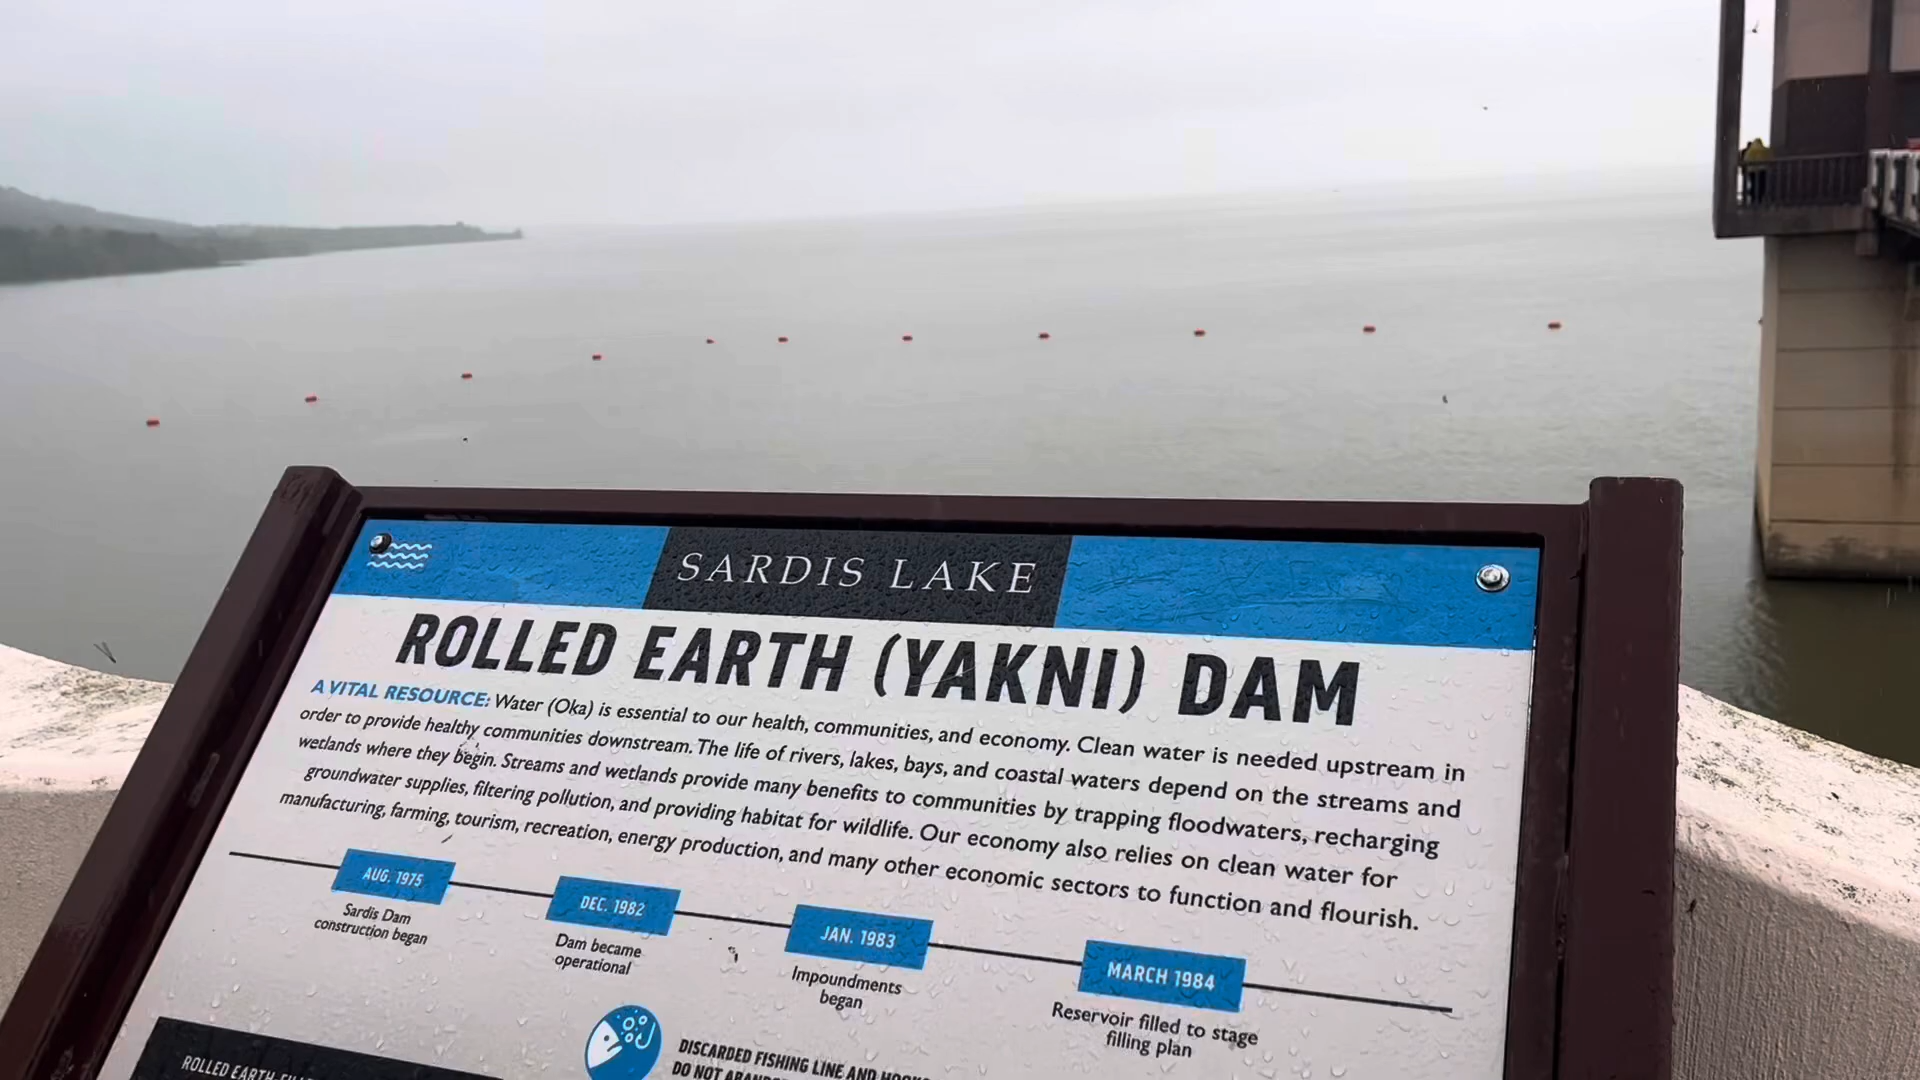 SARDIS LAKE
ROLLED EARTH (YAKNI) DAM
A VITAL RESOURCE: Water (Oka) is essential to our health, communities, and economy. Clean water is needed upstream in
order to provide healthy communities downstream. The life of rivers, lakes, bays, and coastal waters depend on the streams and
wetlands where they begin. Streams and wetlands provide many benefits to communities by trapping floodwaters, recharging
groundwater supplies, filtering pollution, and providing habitat for wildlife. Our economy also relies on clean water for
manufacturing, farming, tourism, recreation, energy production, and many other economic sectors to function and flourish.
AUG. 1975
Sardis Dam
construction began
DEC. 1982
Dam became
operational
JAN. 1983
Impoundments
began
MARCH 1984
Reservoir filled to stage
filling plan
ROLLED EARTH
DISCARDED FISHING LINE AND
DO NOT